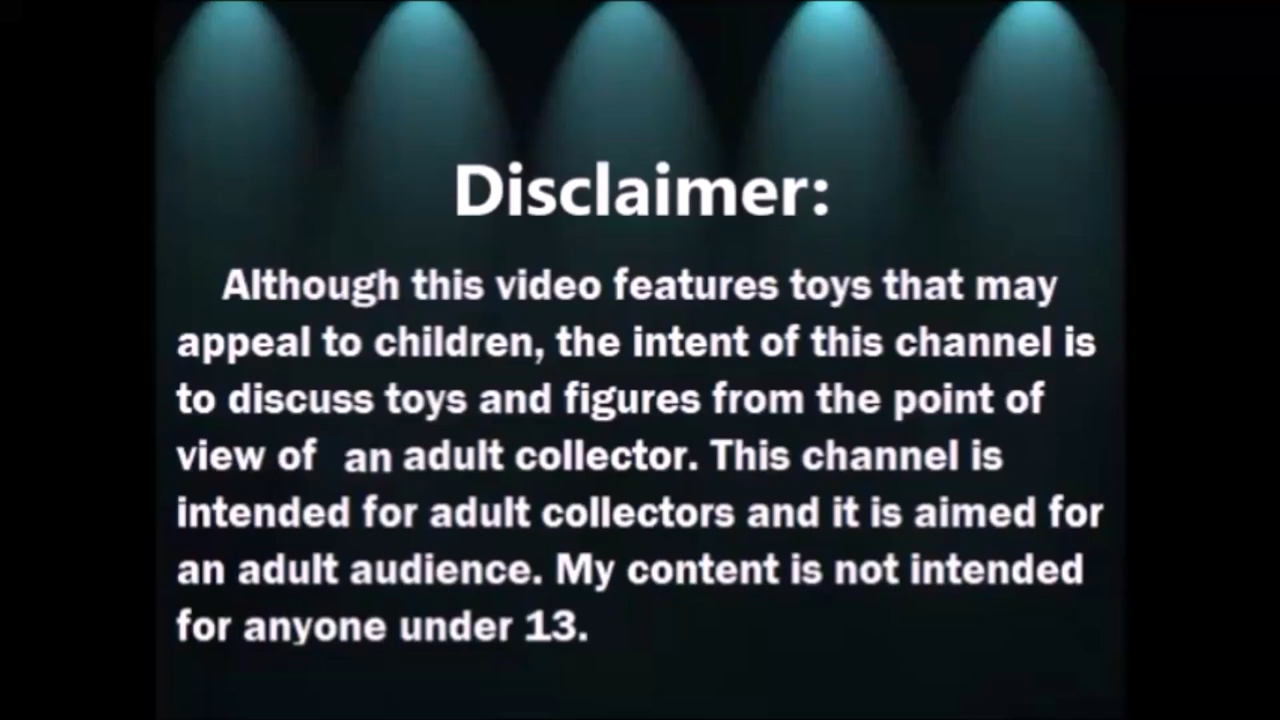 Disclaimer:
Although this video features toys that may
appeal to children, the intent of this channel is
to discuss toys and figures from the point of
view of an adult collector. This channel is
intended for adult collectors and it is aimed for
an adult audience. My content is not intended
for anyone under 13.